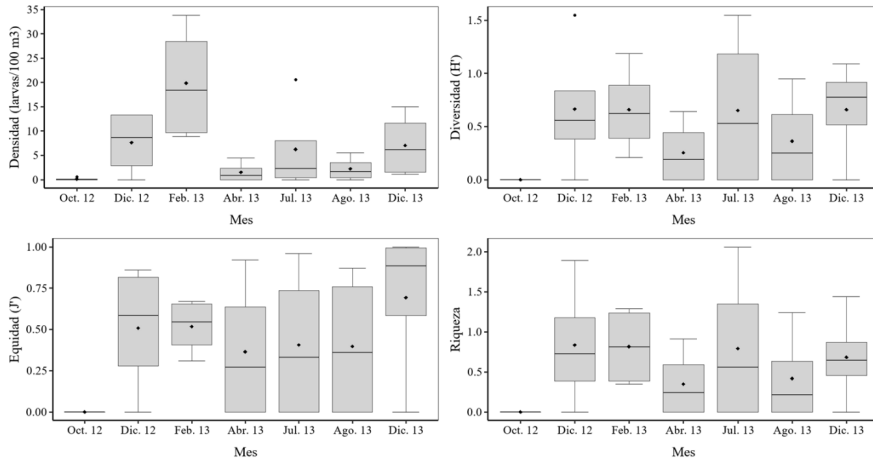 Densidad (larvas/100 m3)
35
30
25
20
15
10
5
0
Oct. 12 Dic. 12 Feb. 13 Abr. 13 Jul. 13 Ago. 13 Dic. 13
Mes
Diversidad (H')
1.5
1.0
0.5
0.0
Oct. 12 Dic. 12 Feb. 13 Abr. 13 Jul. 13 Ago. 13 Dic. 13
Mes
Equidad (J')
1.00
0.75
0.50
0.25
0.00
Oct. 12 Dic. 12 Feb. 13 Abr. 13 Jul. 13 Ago. 13 Dic. 13
Mes
Riqueza
2.0
1.5
1.0
0.5
0.0
Oct. 12 Dic. 12 Feb. 13 Abr. 13 Jul. 13 Ago. 13 Dic. 13
Mes